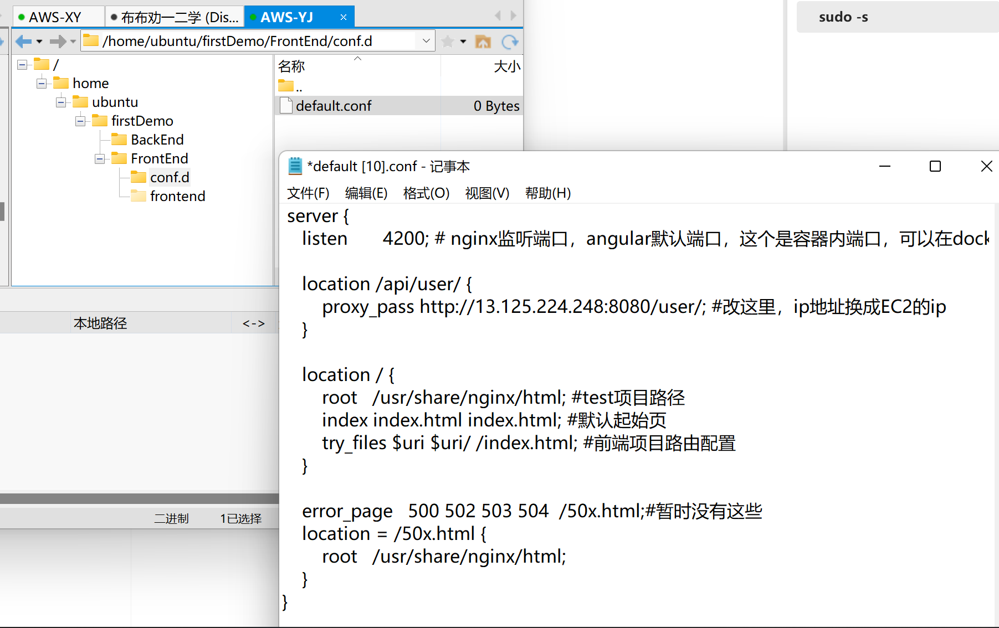 AWS-XY
布布劝一二学 (Dis...
AWS-YJ
sudo -s
/home/ubuntu/firstDemo/FrontEnd/conf.d
/
home
ubuntu
firstDemo
BackEnd
FrontEnd
conf.d
frontend
名称 大小
..
default.conf 0 Bytes
本地路径 <->
二进制 1已选择
*default [10].conf - 记事本
文件(F) 编辑(E) 格式(O) 视图(V) 帮助(H)
server {
listen 4200; # nginx监听端口，angular默认端口，这个是容器内端口，可以在dock
location /api/user/ {
proxy_pass http://13.125.224.248:8080/user/; #改这里，ip地址换成EC2的ip
}
location / {
root /usr/share/nginx/html; #test项目路径
index index.html index.html; #默认起始页
try_files $uri $uri/ /index.html; #前端项目路由配置
}
error_page 500 502 503 504 /50x.html;#暂时没有这些
location = /50x.html {
root /usr/share/nginx/html;
}
}